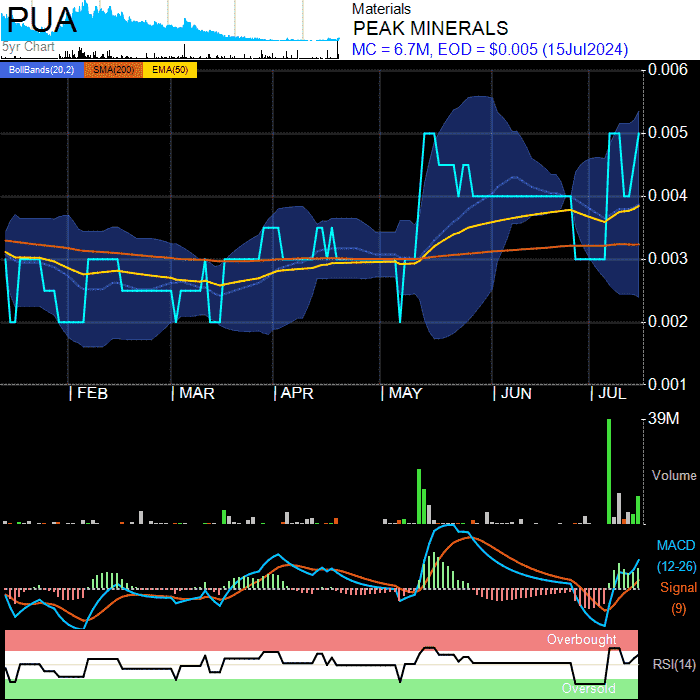 PUA
5yr Chart
Materials
PEAK MINERALS
MC = 6.7M, EOD = $0.005 (15Jul2024)
BollBands(20,2) SMA(200) EMA(50)
0.006
0.005
0.004
0.003
0.002
0.001
| FEB | MAR | APR | MAY | JUN | JUL
39M
Volume
MACD
(12-26)
Signal
(9)
Overbought
RSI(14)
Oversold